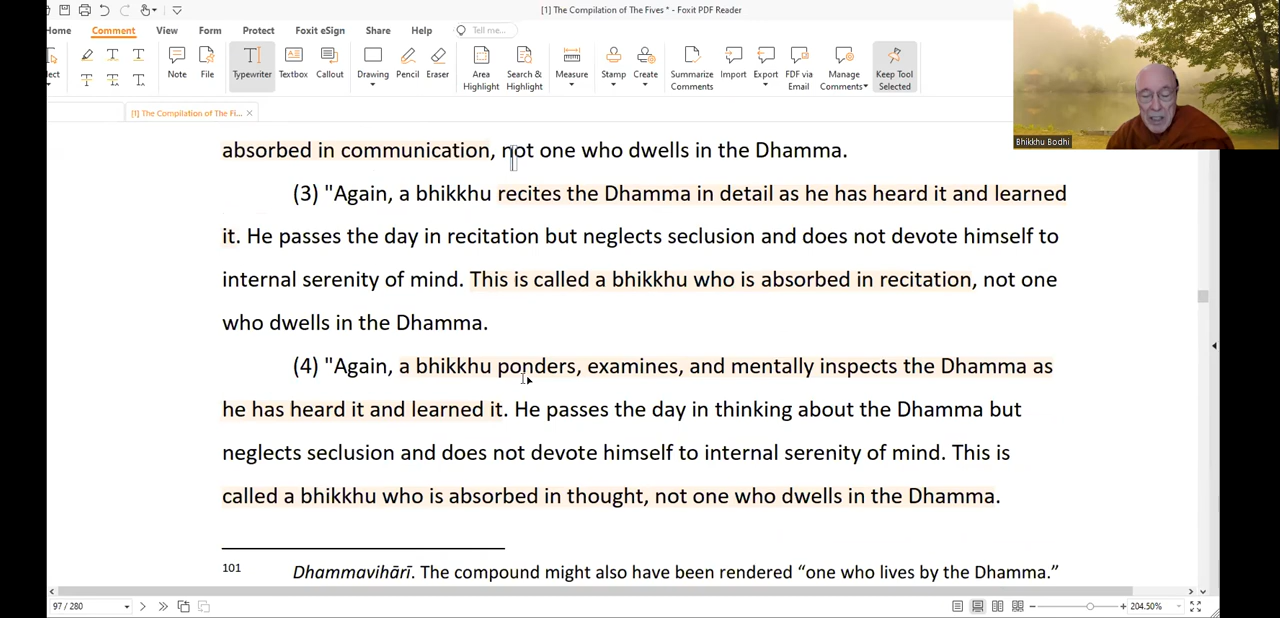 [1] The Compilation of The Fives * - Foxit PDF Reader
Home Comment View Form Protect Foxit eSign Share Help Tell me...
Note File Typewriter Textbox Callout Drawing Pencil Eraser Area Highlight Search & Highlight Measure Stamp Create Summarize Comments Import Export FDF via Email Manage Comments Keep Tool Selected
[1] The Compilation of The Fi...
Bhikkhu Bodhi
absorbed in communication, not one who dwells in the Dhamma.
(3) "Again, a bhikkhu recites the Dhamma in detail as he has heard it and learned
it. He passes the day in recitation but neglects seclusion and does not devote himself to
internal serenity of mind. This is called a bhikkhu who is absorbed in recitation, not one
who dwells in the Dhamma.
(4) "Again, a bhikkhu ponders, examines, and mentally inspects the Dhamma as
he has heard it and learned it. He passes the day in thinking about the Dhamma but
neglects seclusion and does not devote himself to internal serenity of mind. This is
called a bhikkhu who is absorbed in thought, not one who dwells in the Dhamma.
101 Dhammavihārī. The compound might also have been rendered “one who lives by the Dhamma.”
97 / 280 204.50%